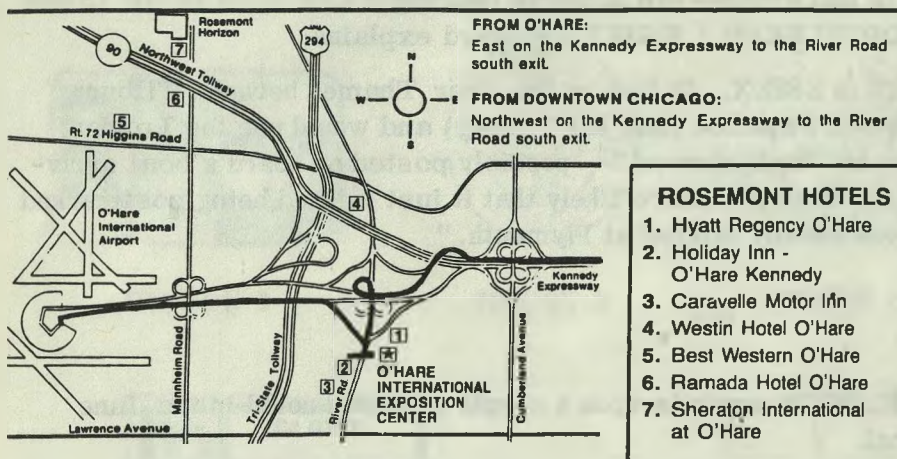 Rosemont
Horizon
294
90
Northwest Tollway
7
6
5
Rt. 72 Higgins Road
4
O'Hare
International
Airport
N
W
E
S
Mannheim Road
Tri-State Tollway
River Rd
Cumberland Avenue
Kennedy
Expressway
1
2
3
O'HARE
INTERNATIONAL
EXPOSITION
CENTER
Lawrence Avenue
FROM O'HARE:
East on the Kennedy Expressway to the River Road
south exit.
FROM DOWNTOWN CHICAGO:
Northwest on the Kennedy Expressway to the River
Road south exit.
ROSEMONT HOTELS
1. Hyatt Regency O'Hare
2. Holiday Inn -
O'Hare Kennedy
3. Caravelle Motor Inn
4. Westin Hotel O'Hare
5. Best Western O'Hare
6. Ramada Hotel O'Hare
7. Sheraton International
at O'Hare